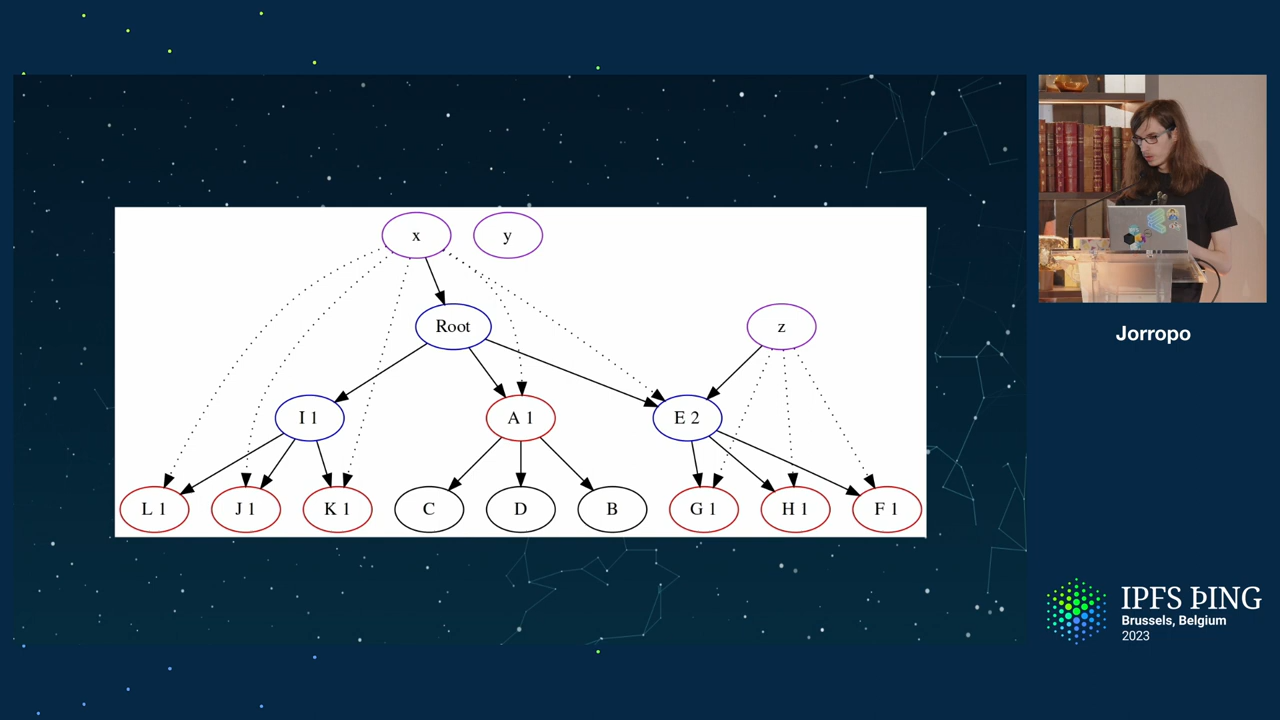 x
y
Root
z
I 1
A 1
E 2
L 1
J 1
K 1
C
D
B
G 1
H 1
F 1
Jorropo
IPFS ÞING
Brussels, Belgium
2023